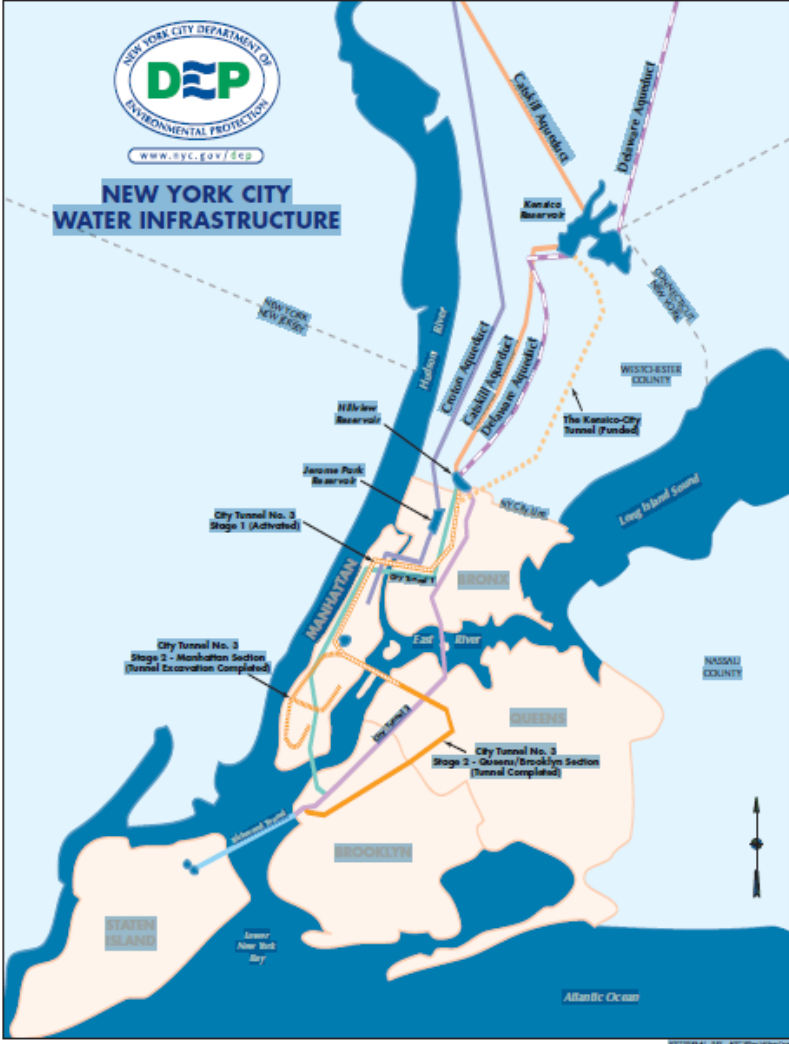 NEW YORK CITY DEPARTMENT OF
DEP
ENVIRONMENTAL PROTECTION
www.nyc.gov/dep
NEW YORK CITY
WATER INFRASTRUCTURE
Catskill Aqueduct
Delaware Aqueduct
Kensico
Reservoir
NEW YORK
NEW JERSEY
CONNECTICUT
NEW YORK
Hudson River
Croton Aqueduct
Catskill Aqueduct
Delaware Aqueduct
WESTCHESTER
COUNTY
Hillview
Reservoir
The Kensico-City
Tunnel (Funded)
Jerome Park
Reservoir
NY City Line
Long Island Sound
City Tunnel No. 3
Stage 1 (Activated)
City Tunnel 1
BRONX
MANHATTAN
East River
City Tunnel No. 3
Stage 2 - Manhattan Section
(Tunnel Excavation Completed)
NASSAU
COUNTY
QUEENS
City Tunnel 2
City Tunnel No. 3
Stage 2 - Queens/Brooklyn Section
(Tunnel Completed)
Richmond Tunnel
BROOKLYN
STATEN
ISLAND
Lower
New York
Bay
Atlantic Ocean